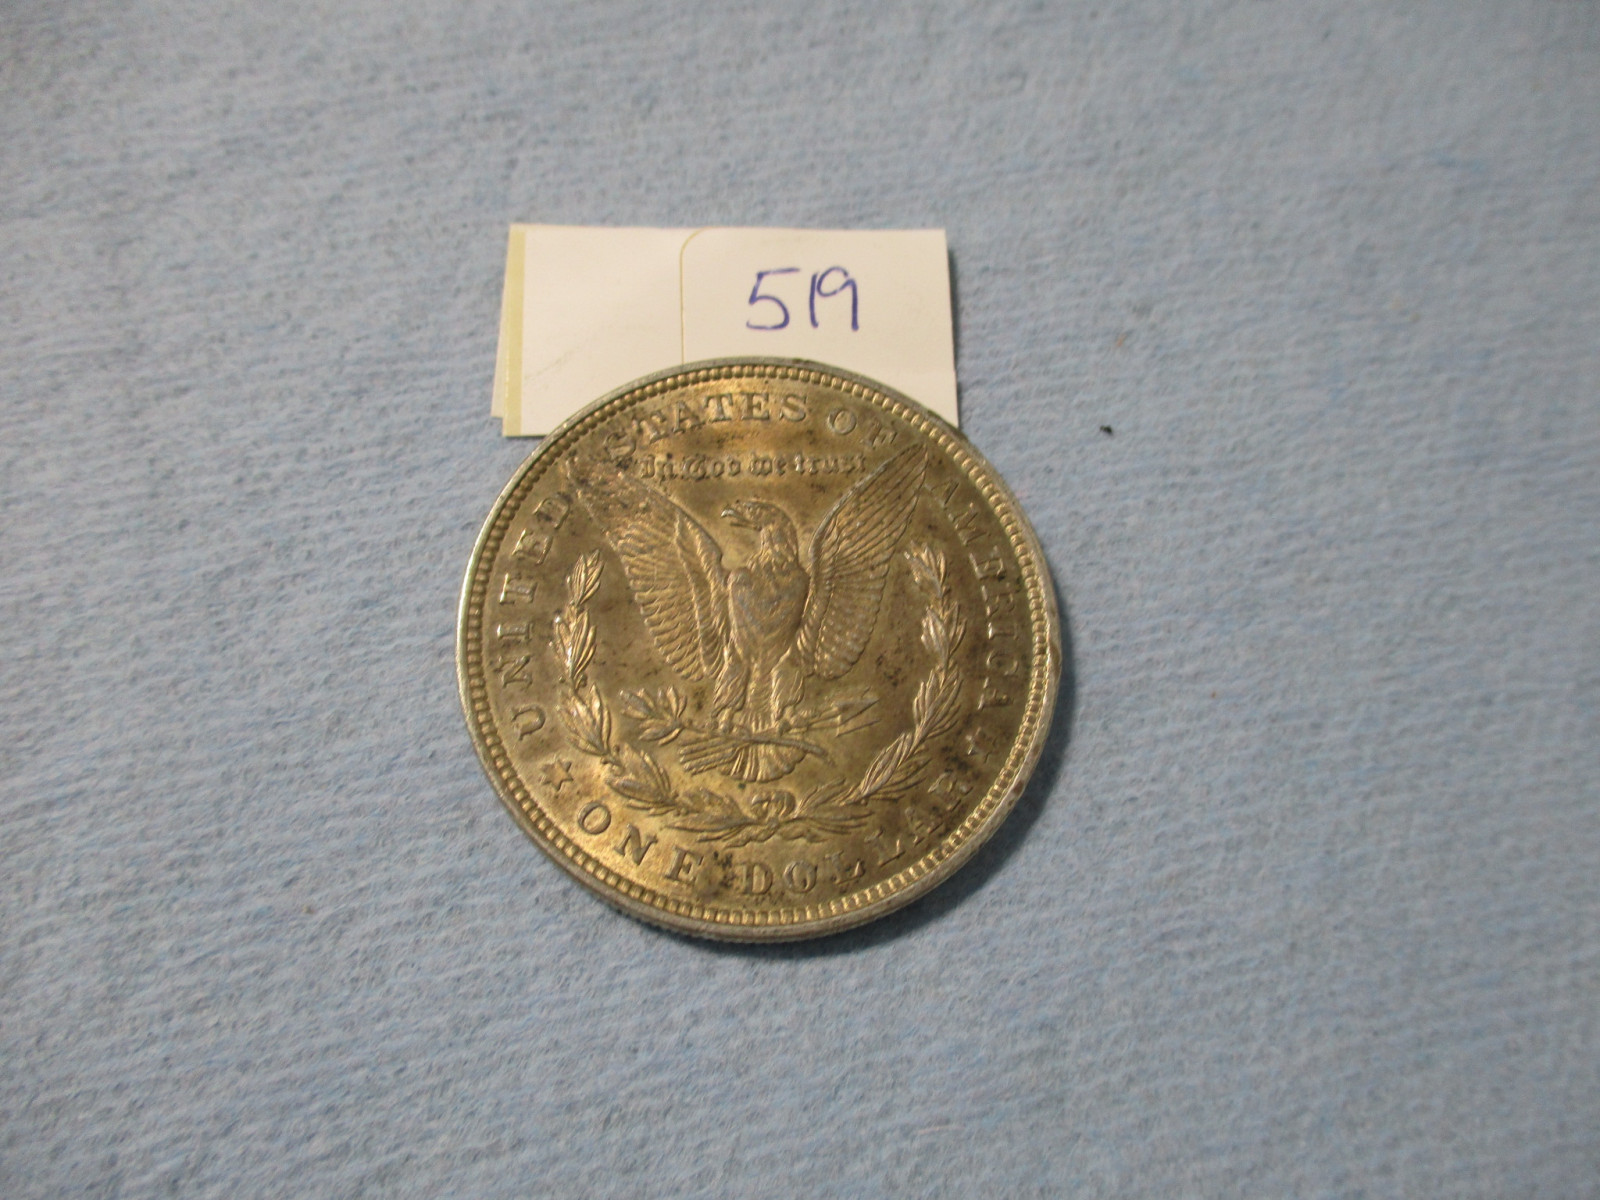 519
UNITED STATES OF AMERICA
In God we trust
ONE DOLLAR